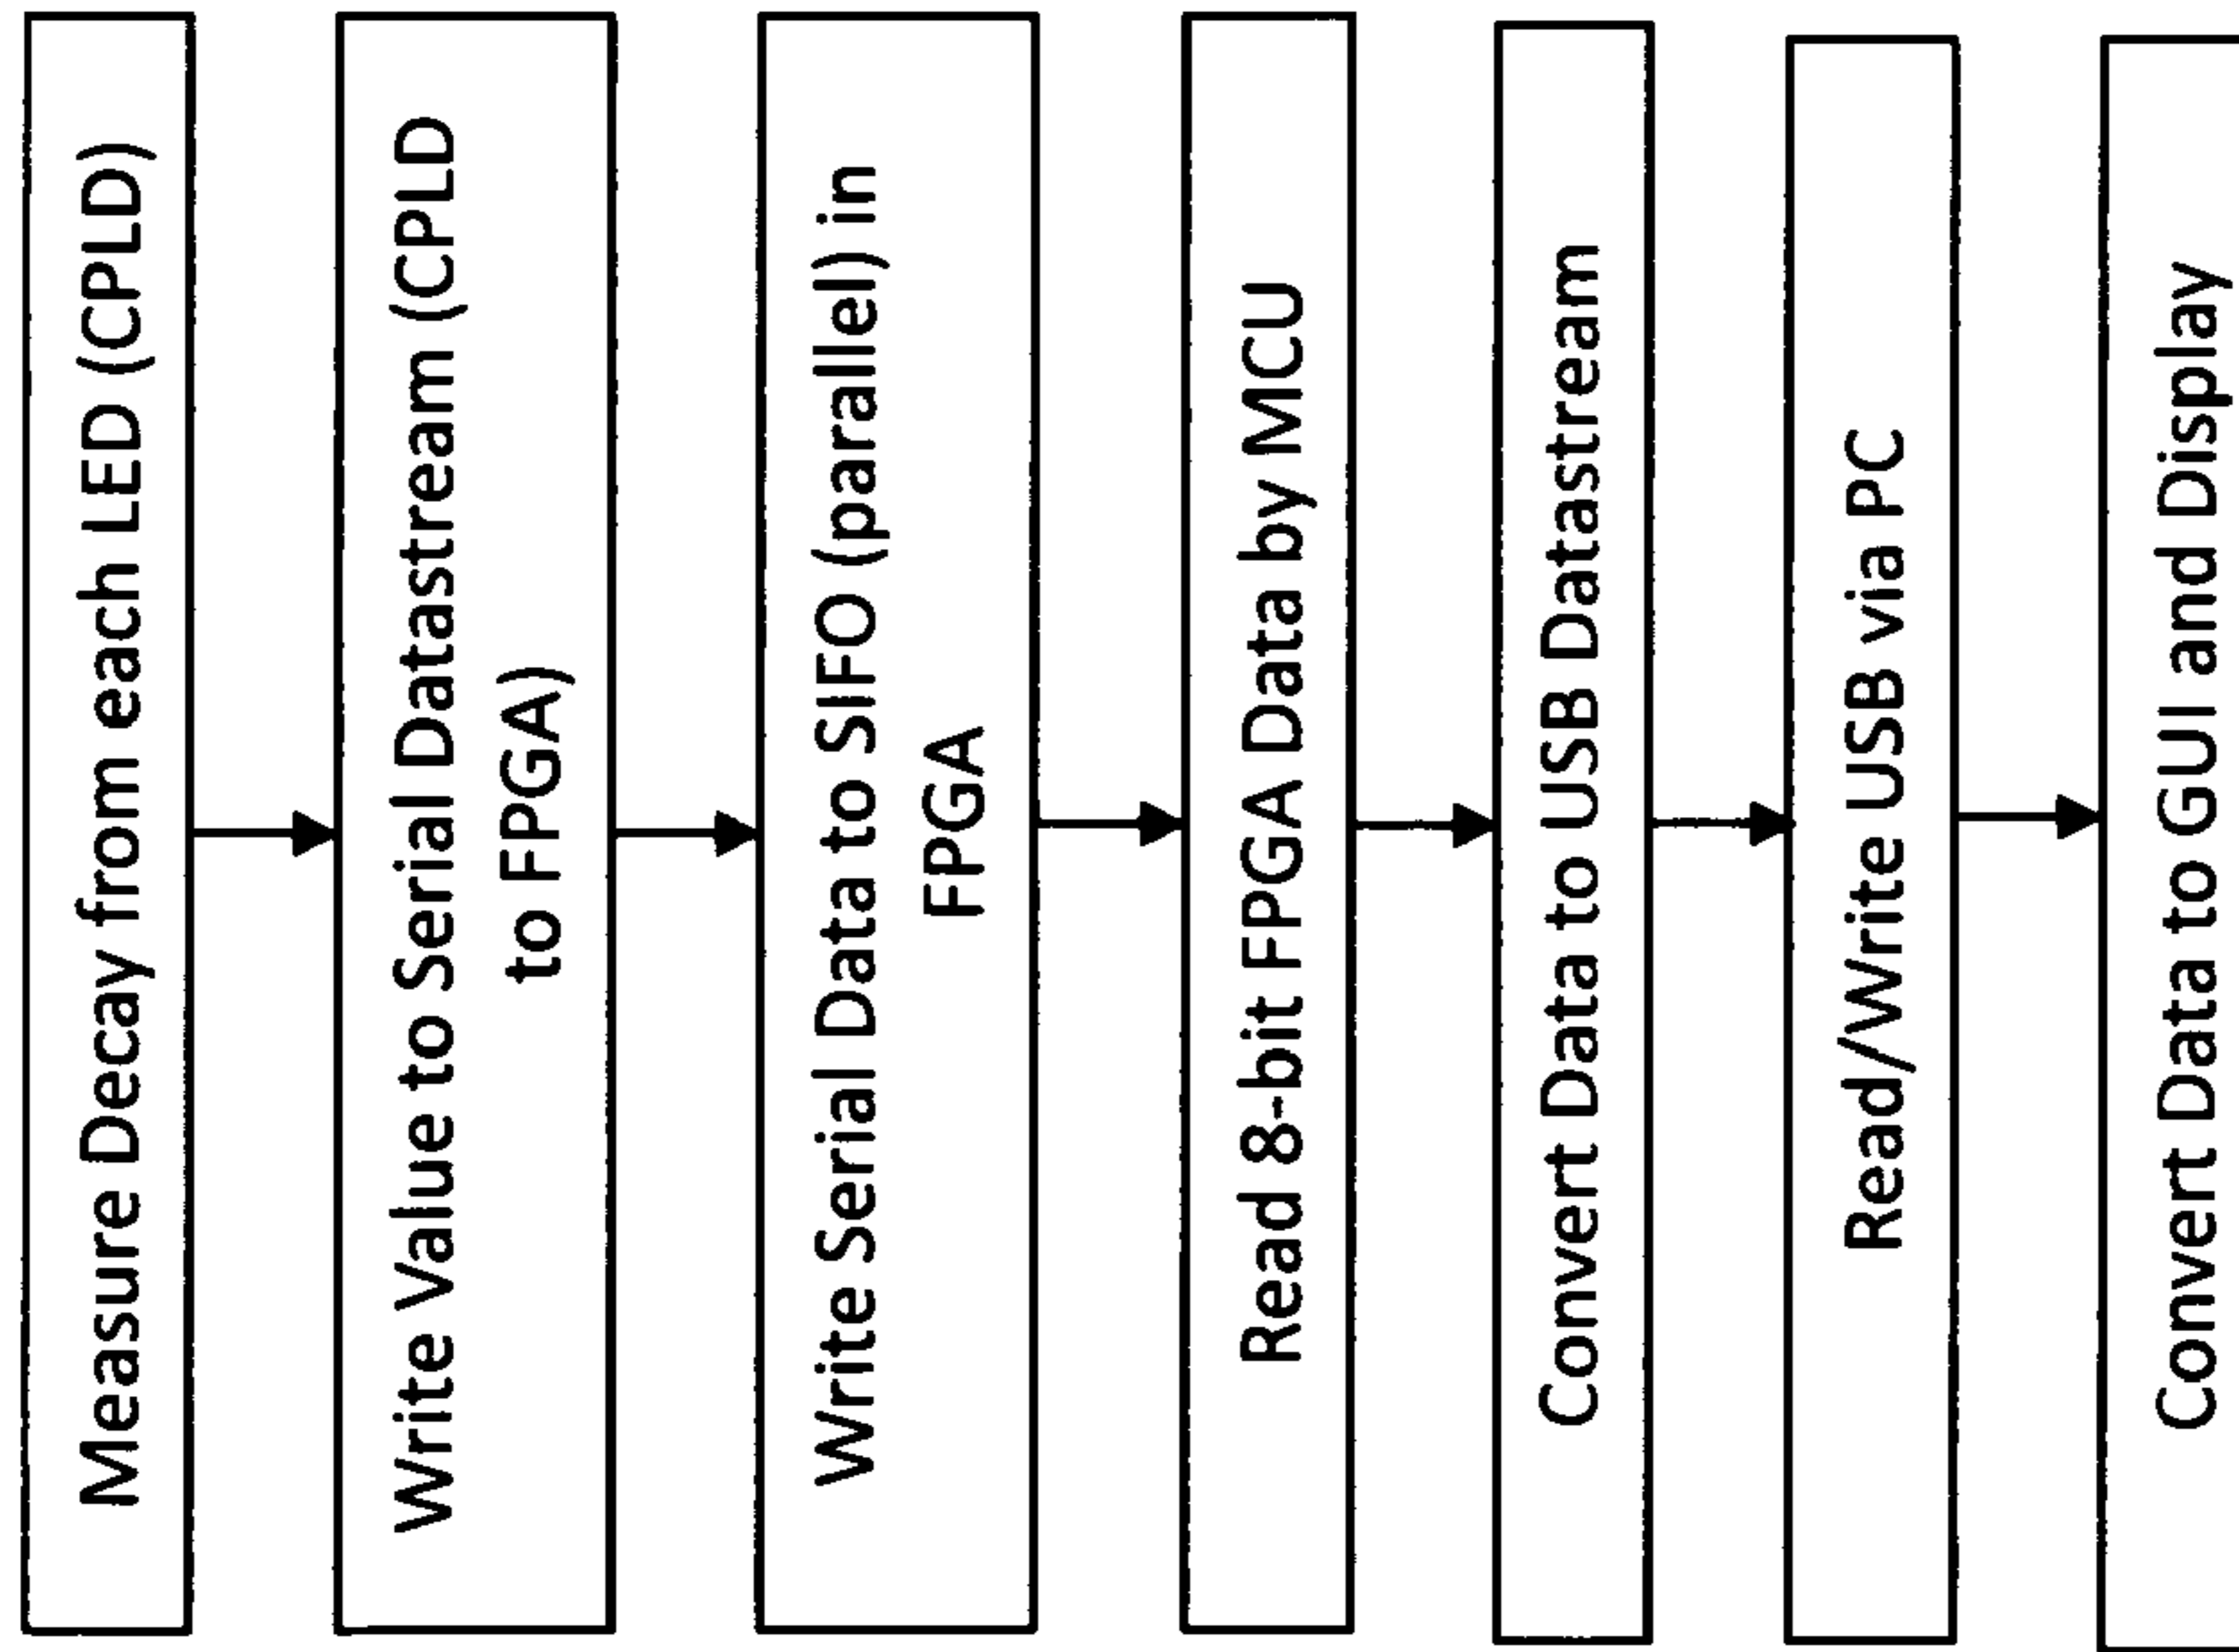 Measure Decay from each LED (CPLD)
Write Value to Serial Datastream (CPLD
to FPGA)
Write Serial Data to SIFO (parallel) in
FPGA
Read 8-bit FPGA Data by MCU
Convert Data to USB Datastream
Read/Write USB via PC
Convert Data to GUI and Display